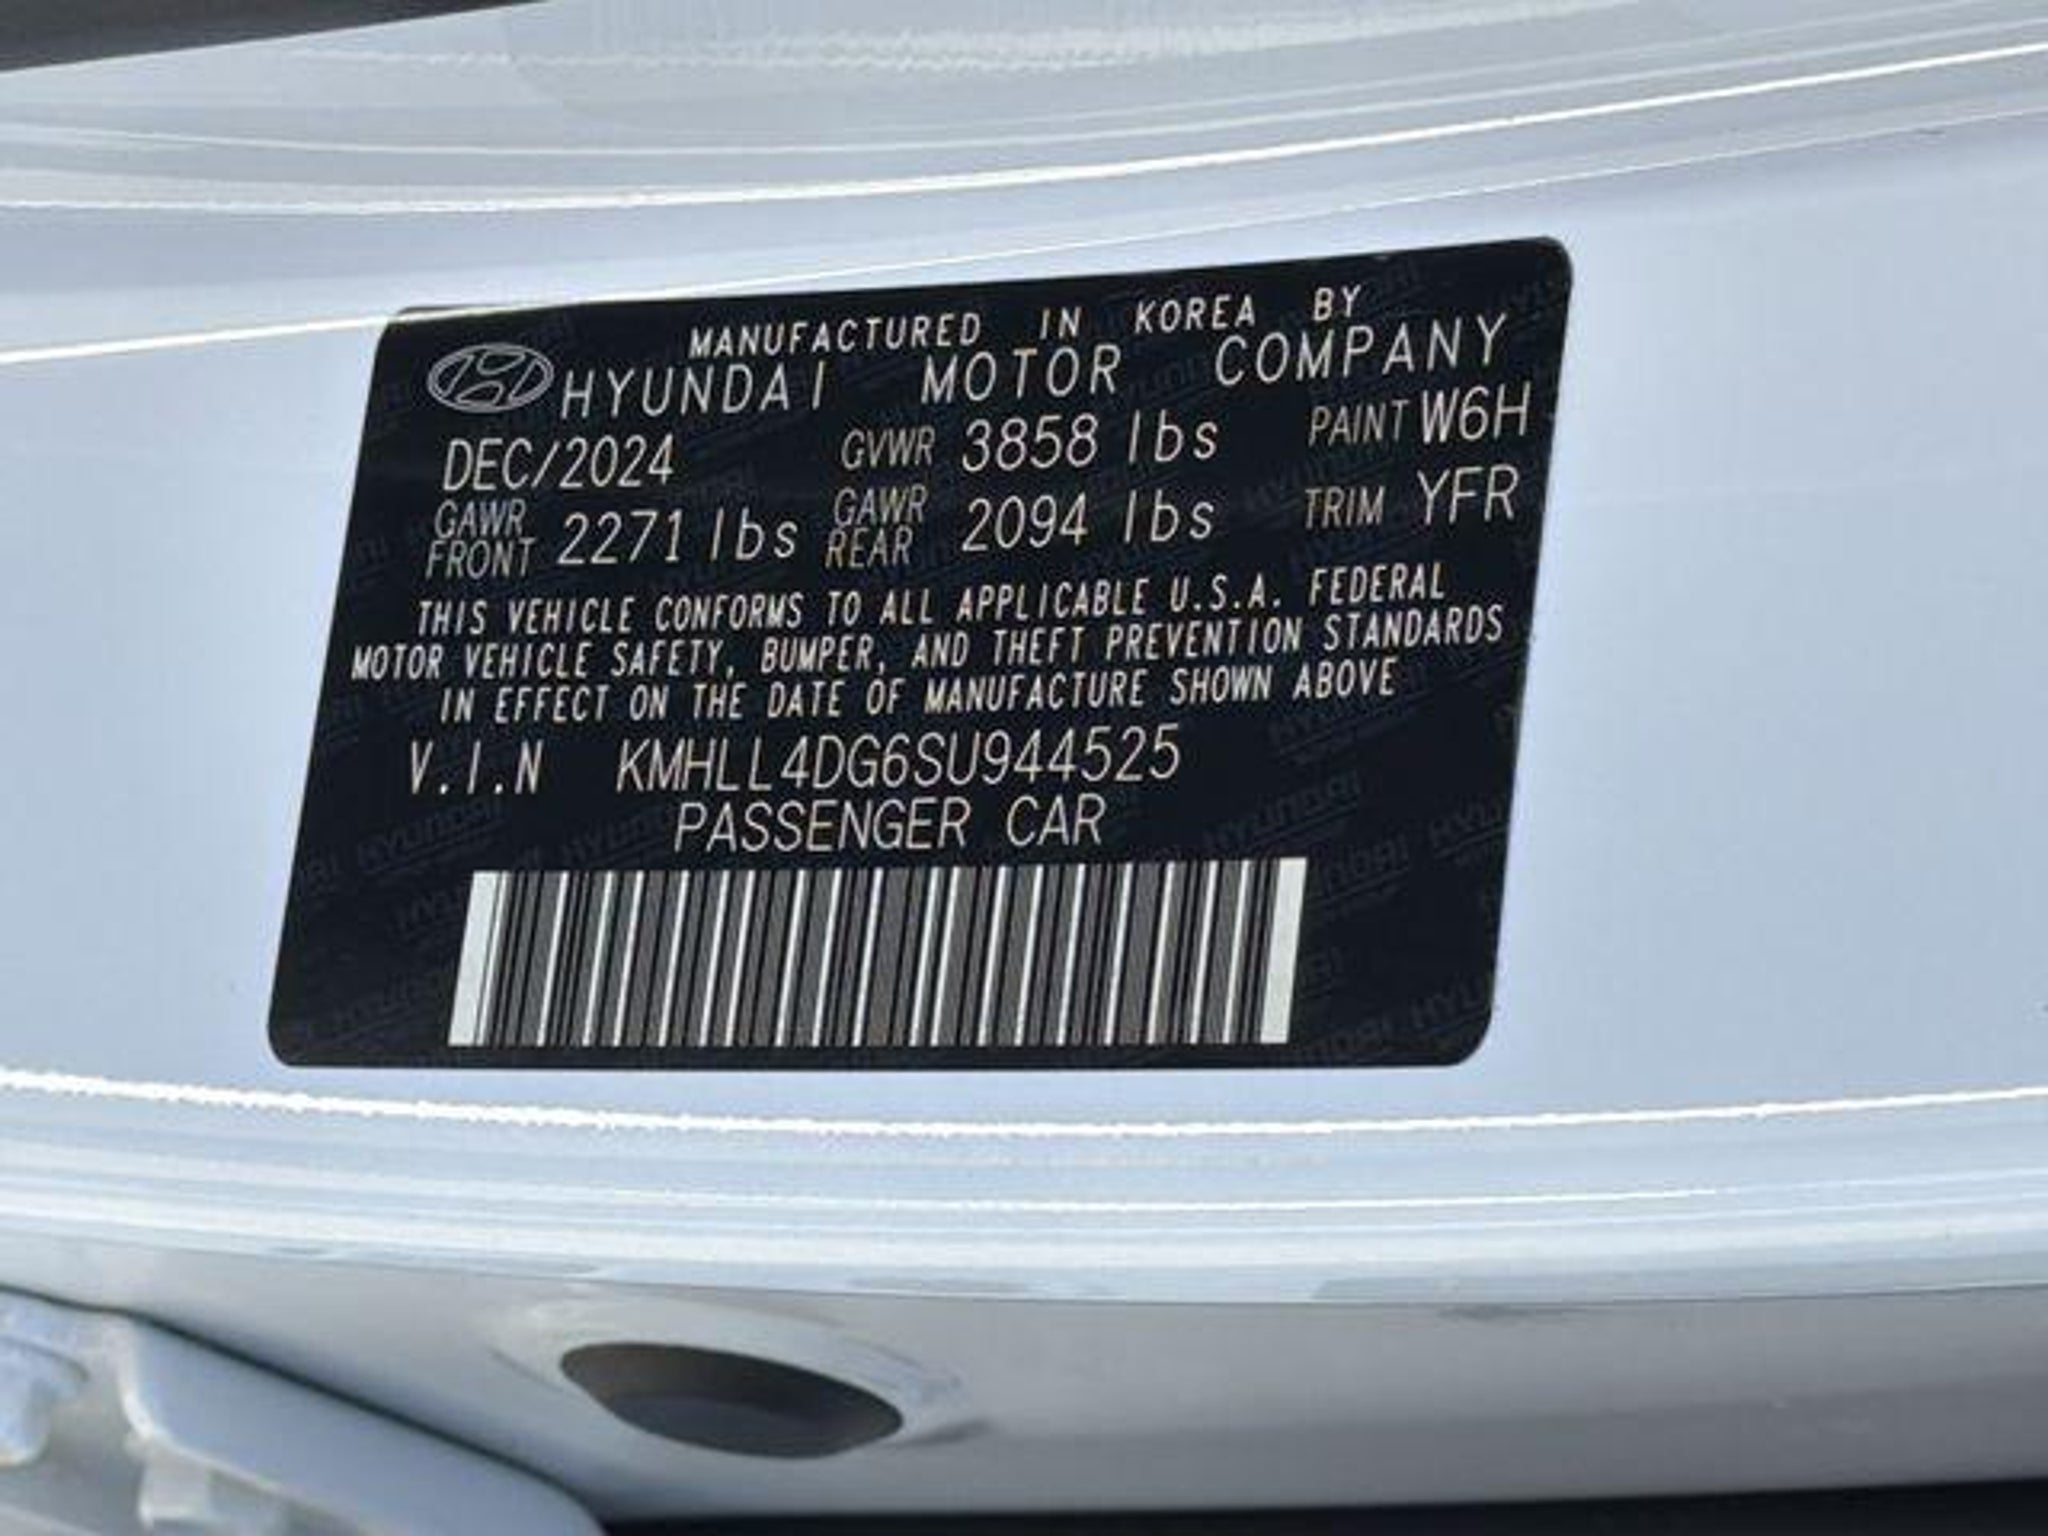 MANUFACTURED IN KOREA BY
HYUNDAI MOTOR COMPANY
DEC/2024 GVWR 3858 lbs PAINT W6H
GAWR FRONT 2271 lbs GAWR REAR 2094 lbs TRIM YFR
THIS VEHICLE CONFORMS TO ALL APPLICABLE U.S.A. FEDERAL
MOTOR VEHICLE SAFETY, BUMPER, AND THEFT PREVENTION STANDARDS
IN EFFECT ON THE DATE OF MANUFACTURE SHOWN ABOVE
V.I.N KMHLL4DG6SU944525
PASSENGER CAR